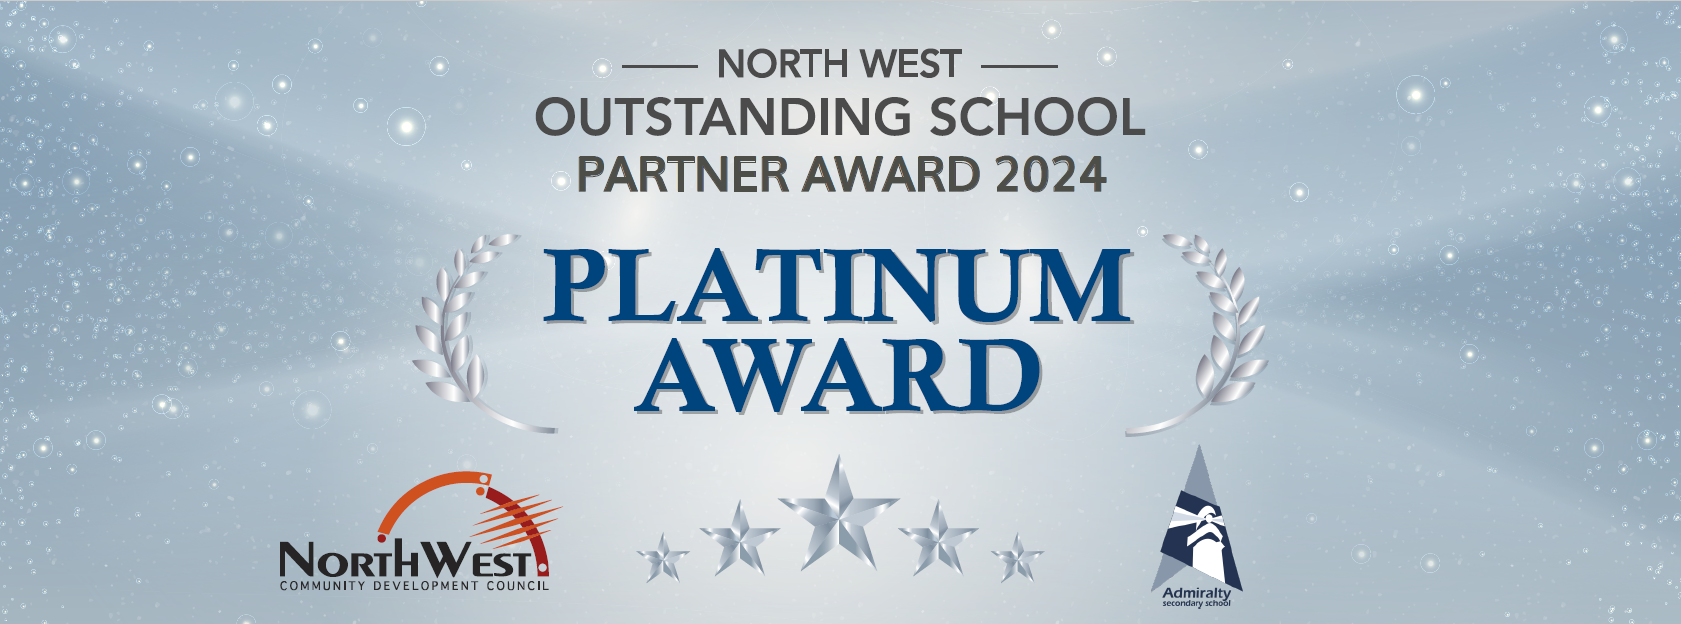 NORTH WEST
OUTSTANDING SCHOOL
PARTNER AWARD 2024
PLATINUM
AWARD
NORTHWEST
COMMUNITY DEVELOPMENT COUNCIL
Admiralty
secondary school